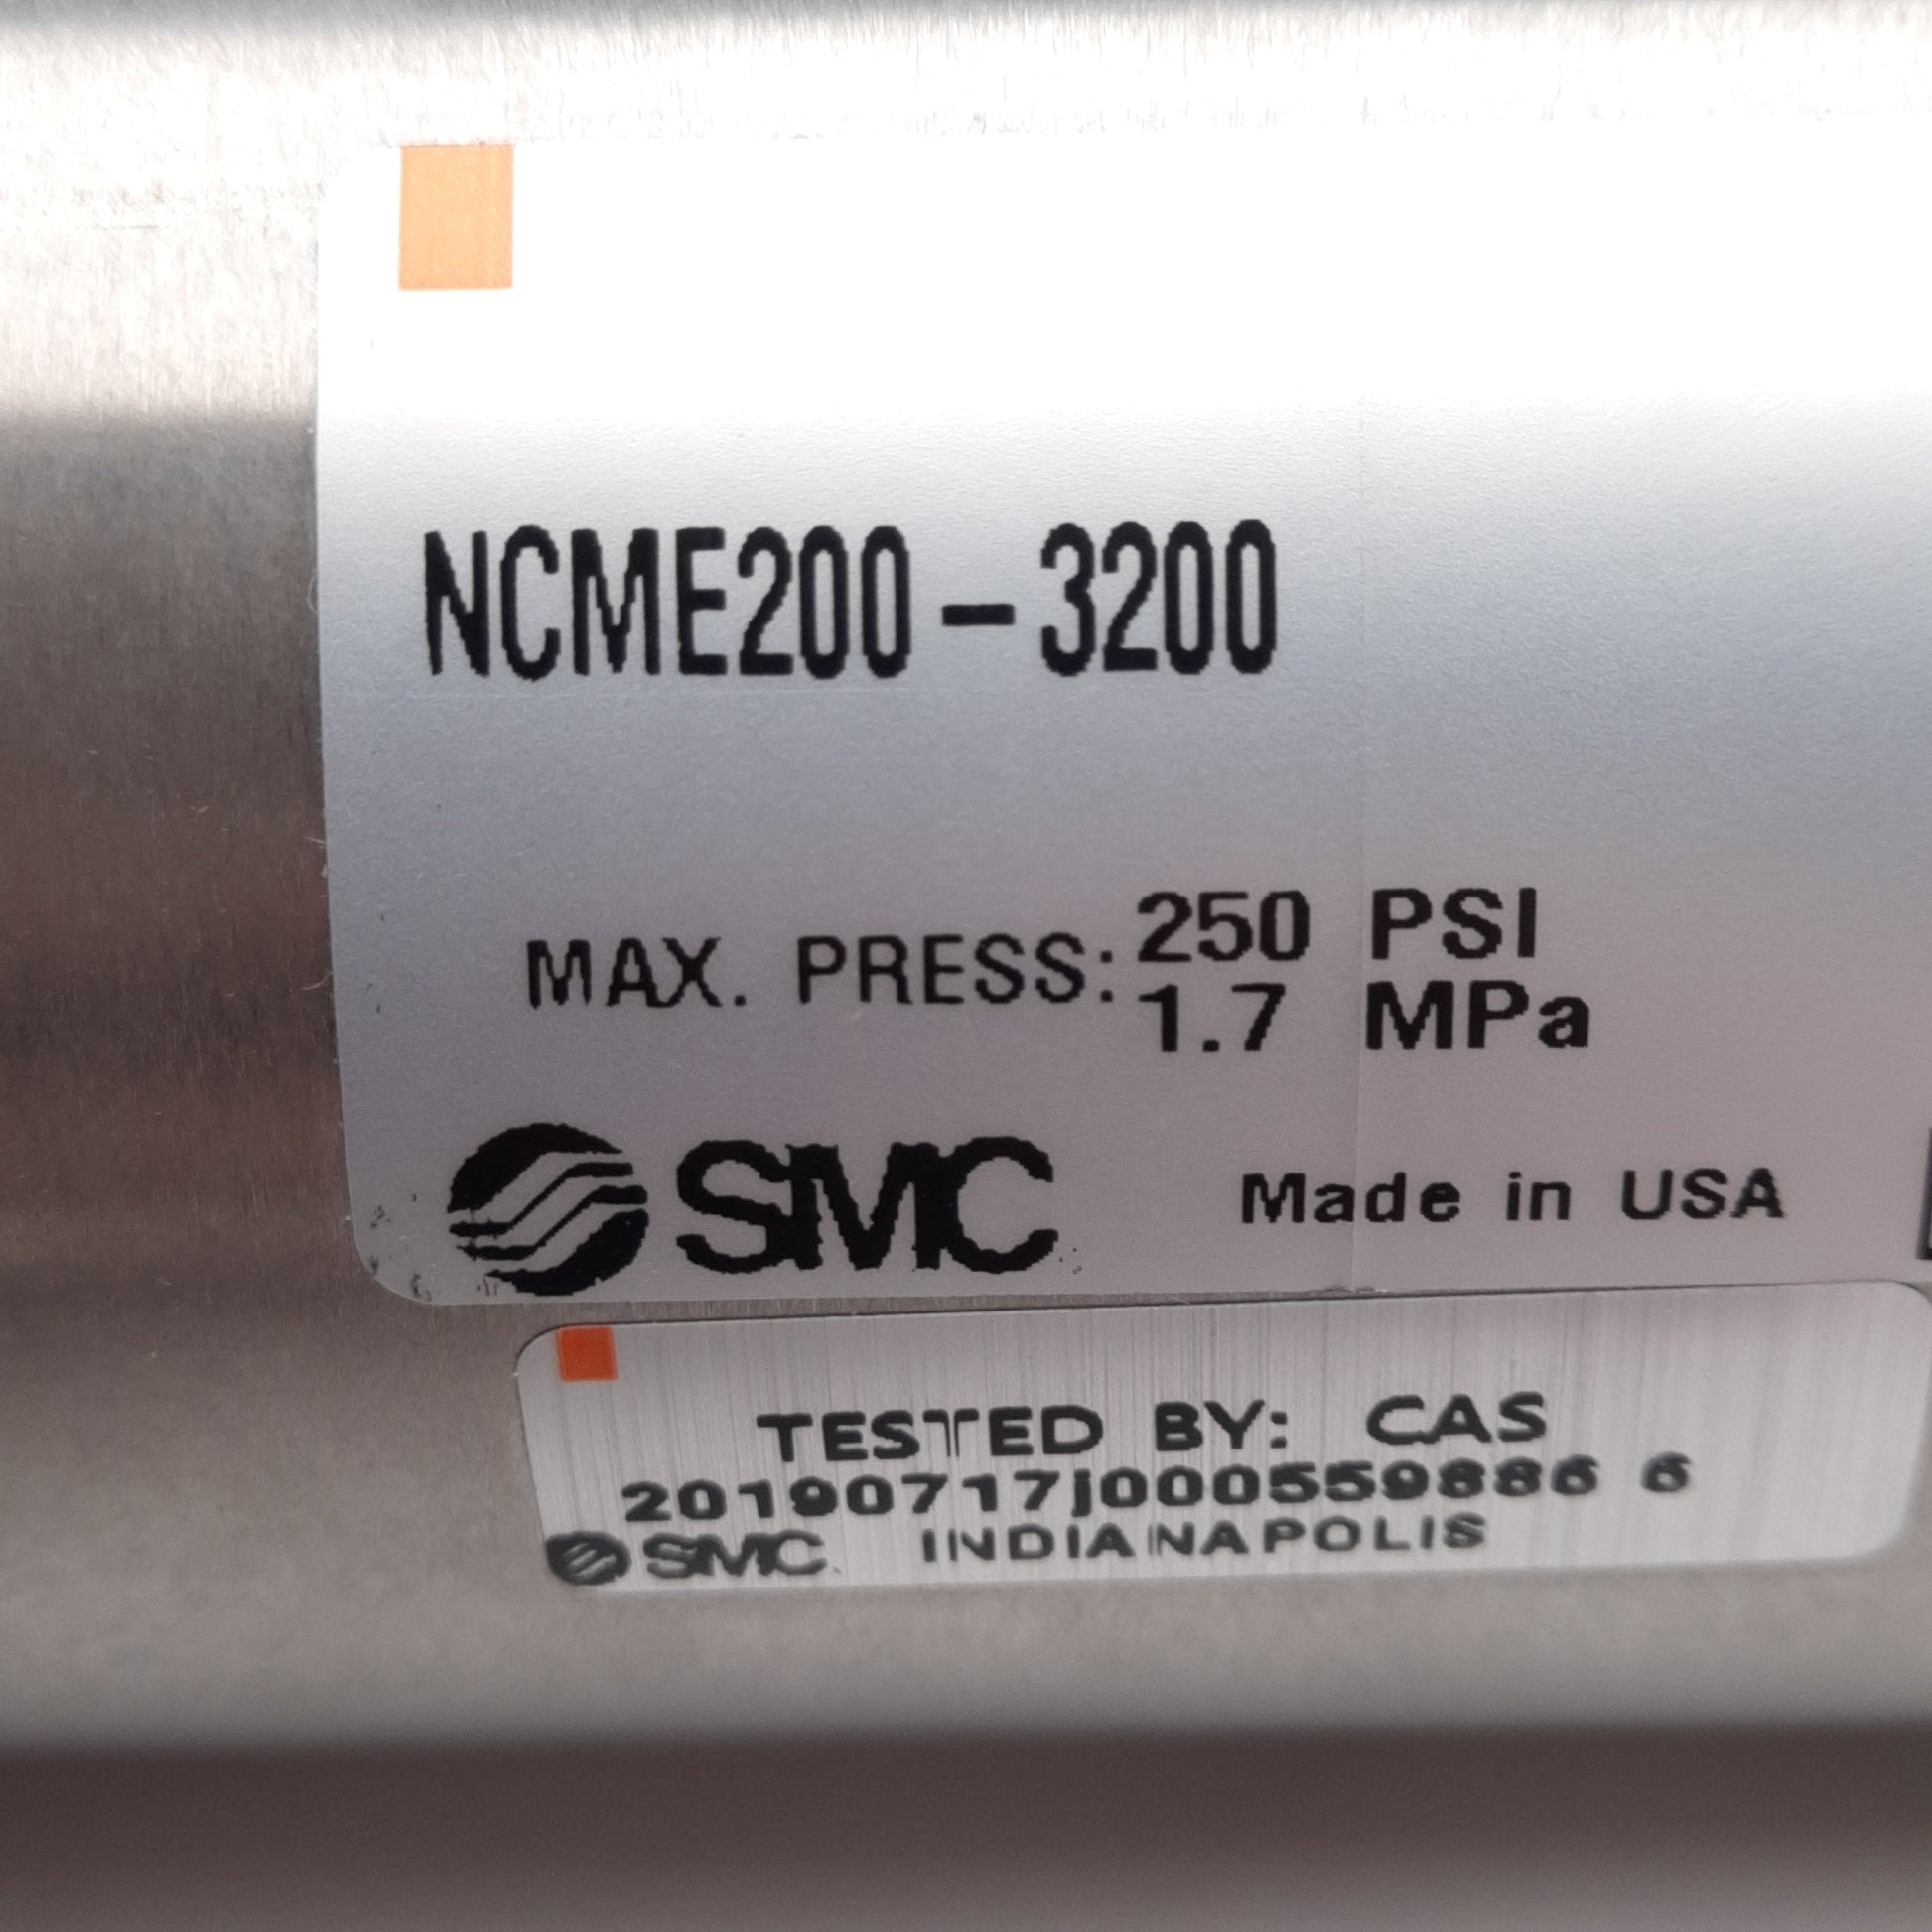 NCME200-3200
MAX. PRESS: 250 PSI
1.7 MPa
SMC Made in USA
TESTED BY: CAS
20190717J000559886 6
SMC. INDIANAPOLIS